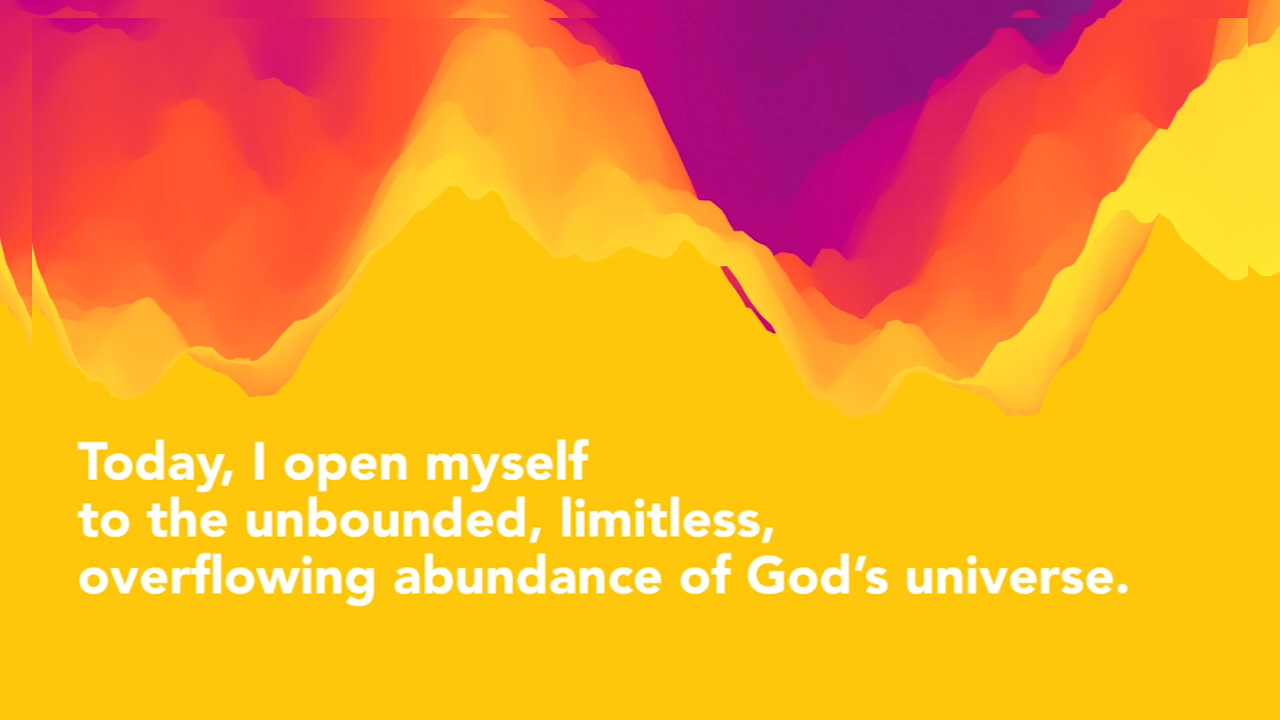 Today, I open myself
to the unbounded, limitless,
overflowing abundance of God’s universe.